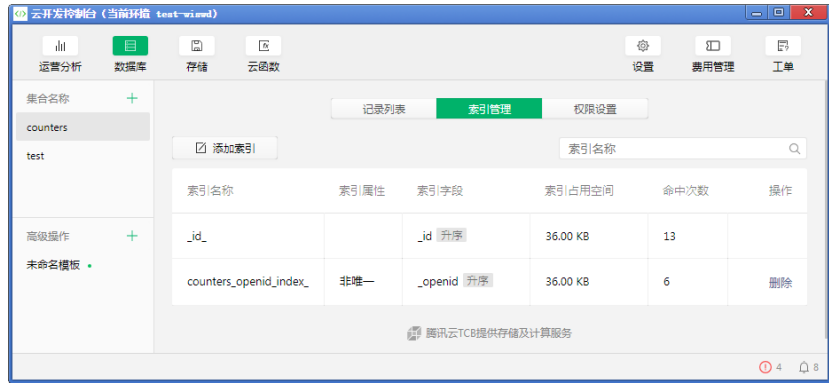 云开发控制台 (当前环境 test-wiswd)
运营分析 数据库 存储 云函数 设置 费用管理 工单
集合名称
counters
test
高级操作
未命名模板
记录列表 索引管理 权限设置
添加索引 索引名称
索引名称 索引属性 索引字段 索引占用空间 命中次数 操作
_id_ _id 升序 36.00 KB 13
counters_openid_index_ 非唯一 _openid 升序 36.00 KB 6 删除
腾讯云TCB提供存储及计算服务
4 8